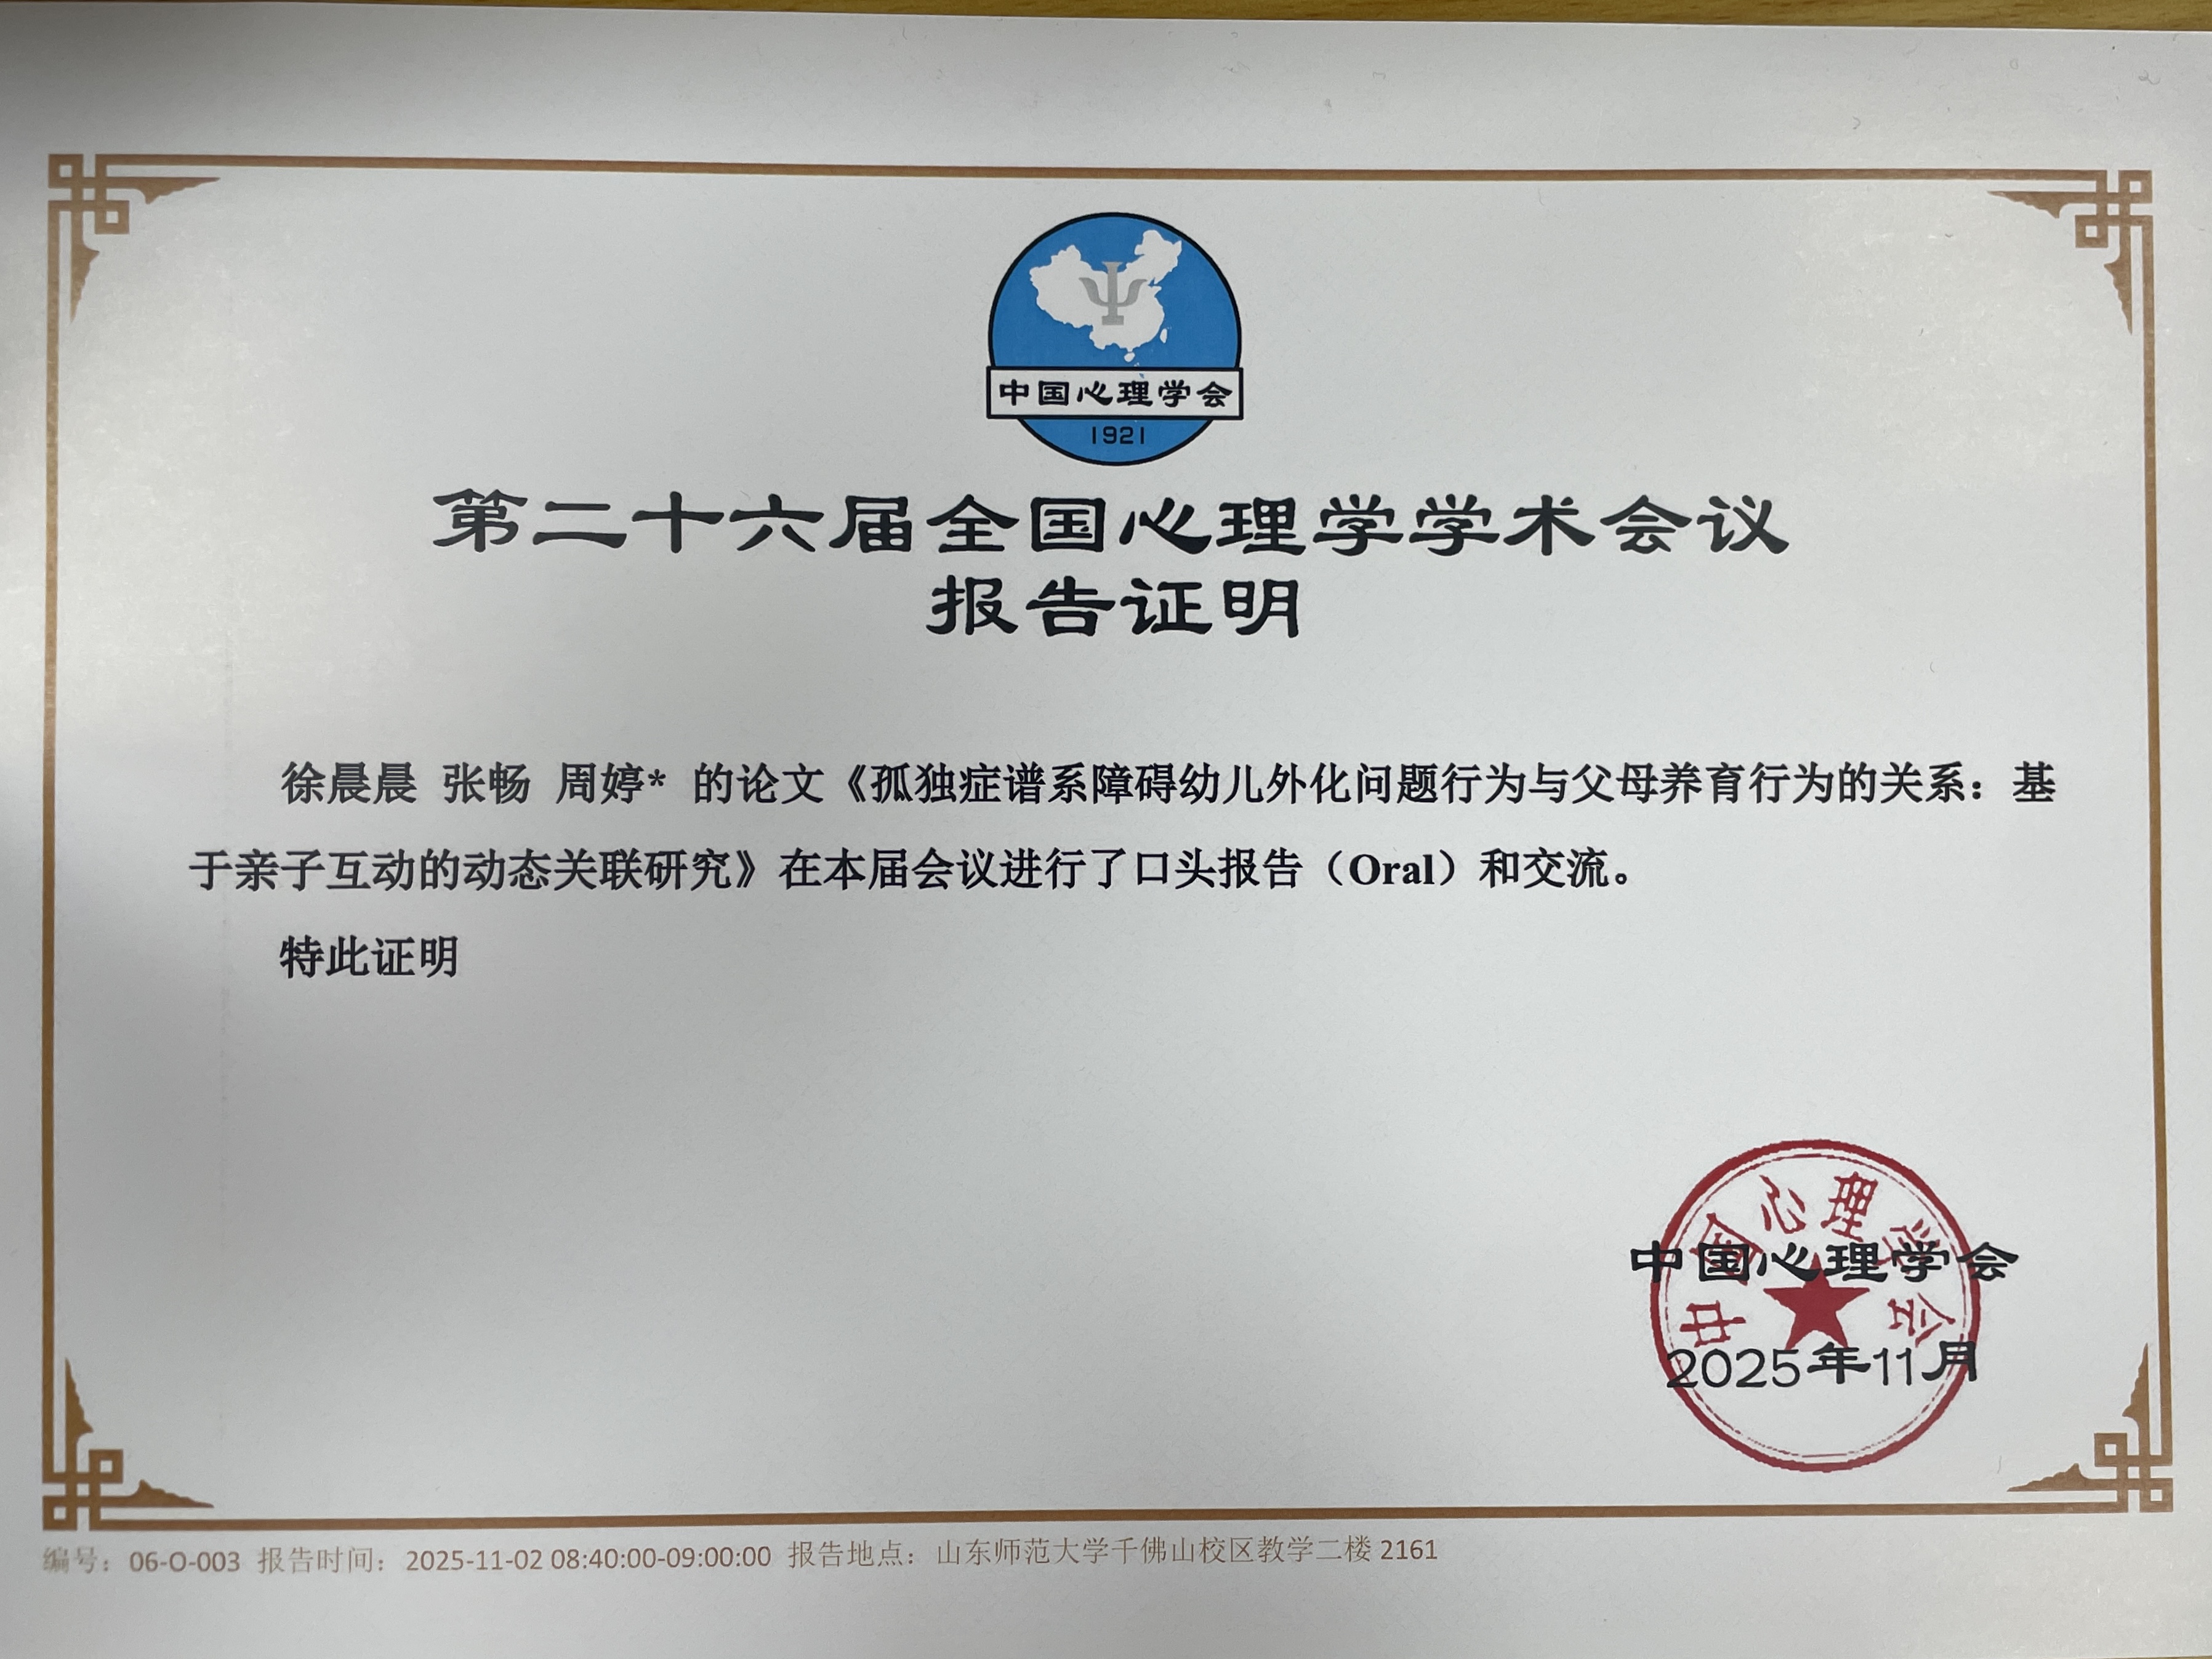 中国心理学会
1921
第二十六届全国心理学学术会议
报告证明
徐晨晨 张畅 周婷* 的论文《孤独症谱系障碍幼儿外化问题行为与父母养育行为的关系：基
于亲子互动的动态关联研究》在本届会议进行了口头报告（Oral）和交流。
特此证明
中国心理学会
中国心理学会
2025年11月
编号：06-O-003 报告时间：2025-11-02 08:40:00-09:00:00 报告地点：山东师范大学千佛山校区教学二楼 2161